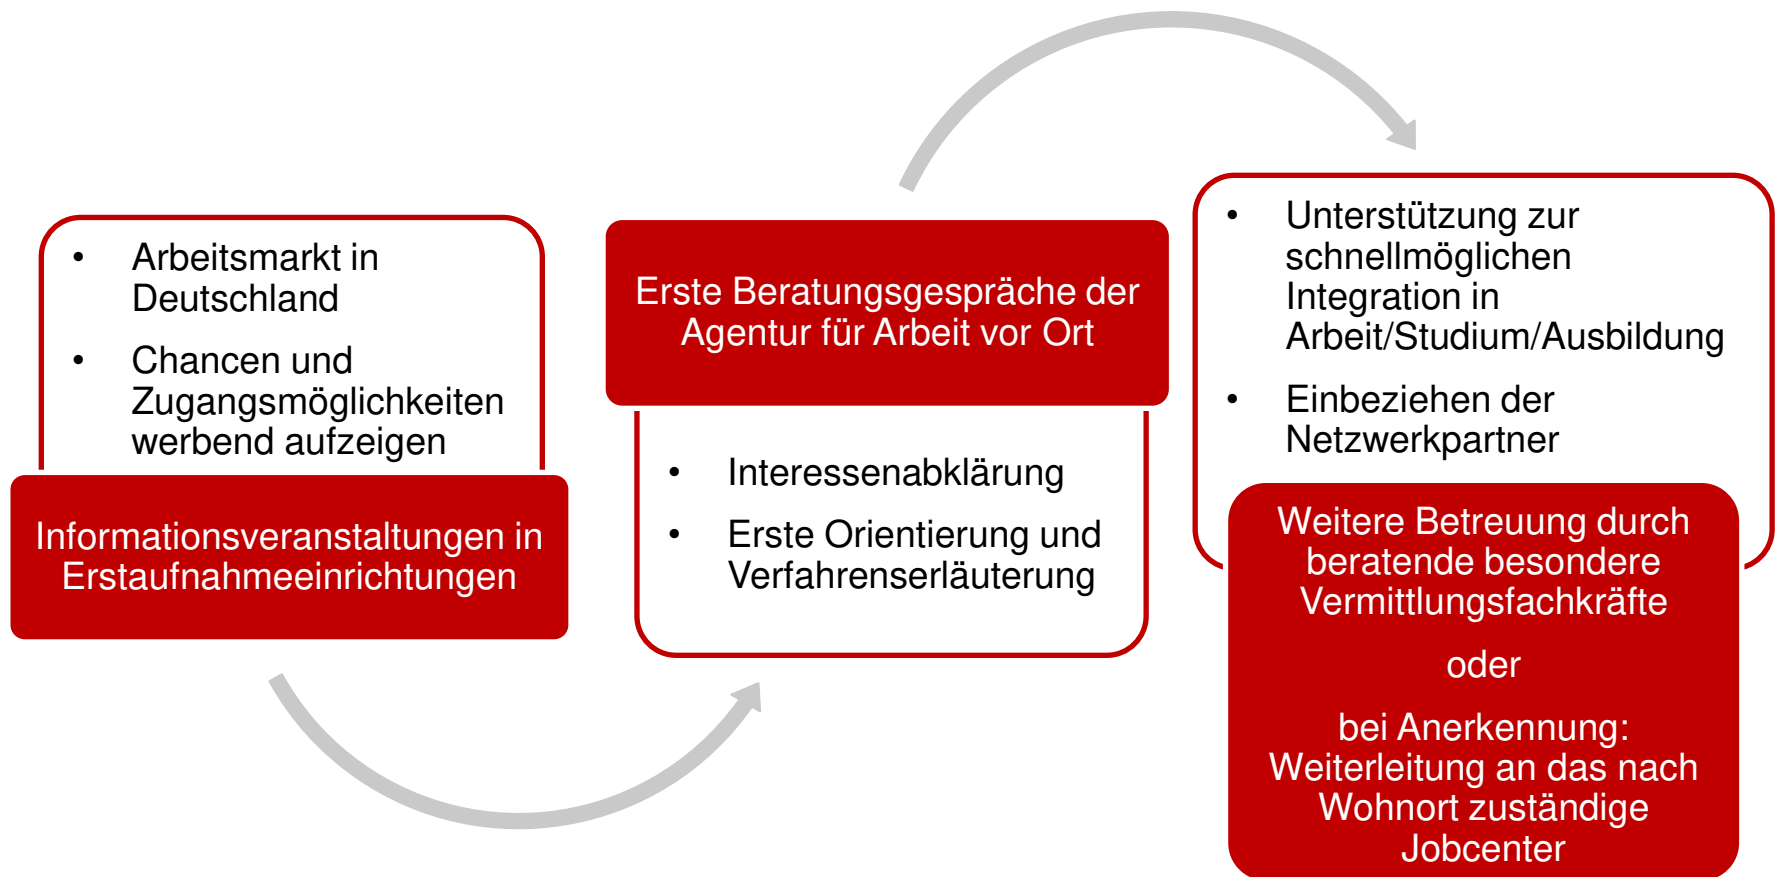 • Arbeitsmarkt in
Deutschland
• Chancen und
Zugangsmöglichkeiten
werbend aufzeigen
Informationsveranstaltungen in
Erstaufnahmeeinrichtungen
Erste Beratungsgespräche der
Agentur für Arbeit vor Ort
• Interessenabklärung
• Erste Orientierung und
Verfahrenserläuterung
• Unterstützung zur
schnellmöglichen
Integration in
Arbeit/Studium/Ausbildung
• Einbeziehen der
Netzwerkpartner
Weitere Betreuung durch
beratende besondere
Vermittlungsfachkräfte
oder
bei Anerkennung:
Weiterleitung an das nach
Wohnort zuständige
Jobcenter